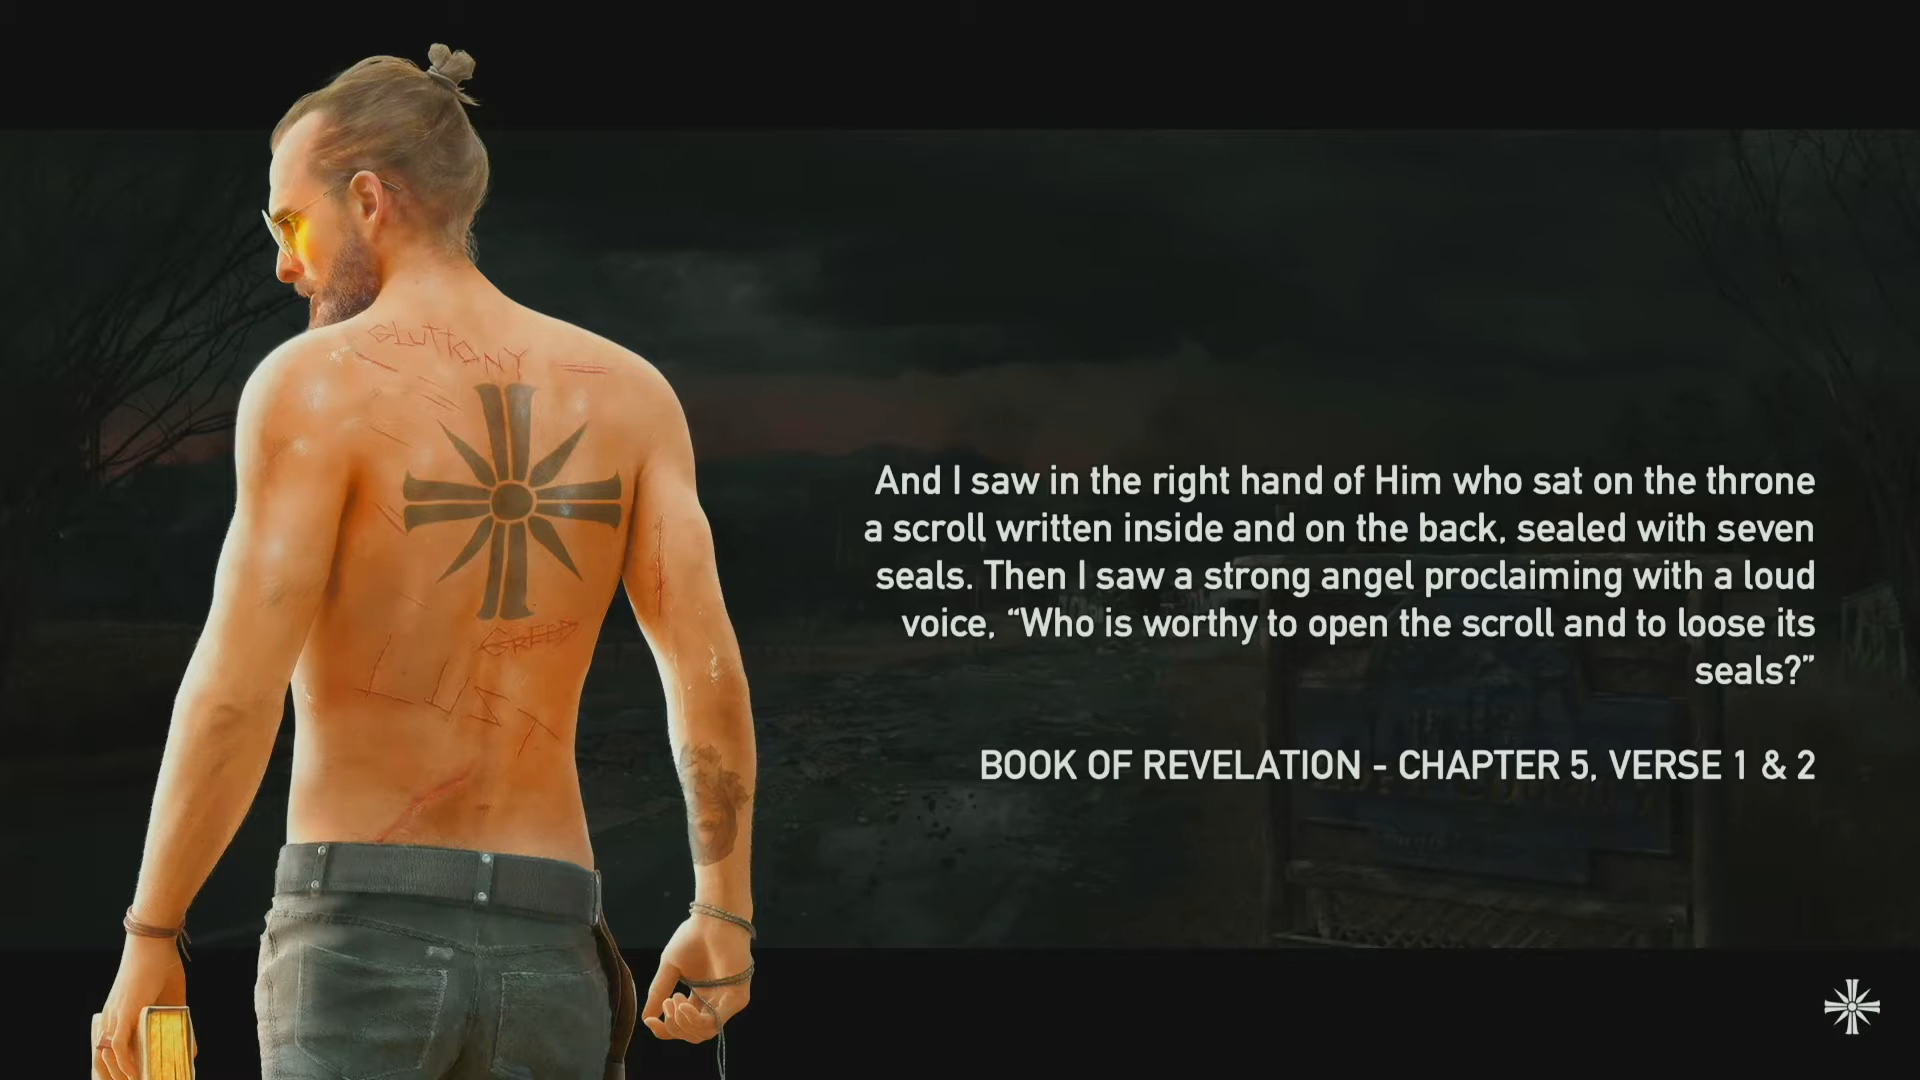 GLUTTONY
GREED
LUST
And I saw in the right hand of Him who sat on the throne
a scroll written inside and on the back, sealed with seven
seals. Then I saw a strong angel proclaiming with a loud
voice, “Who is worthy to open the scroll and to loose its
seals?”
BOOK OF REVELATION - CHAPTER 5, VERSE 1 & 2